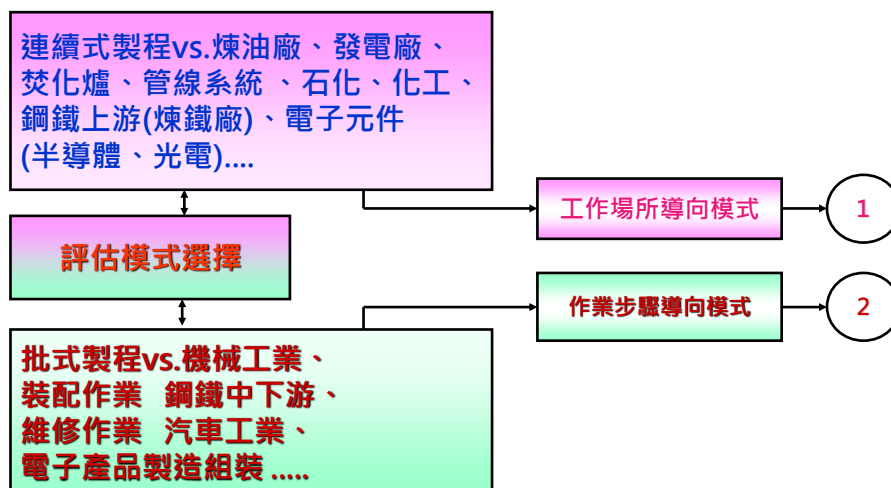 連續式製程vs.煉油廠、發電廠、
焚化爐、管線系統 、石化、化工、
鋼鐵上游(煉鐵廠)、電子元件
(半導體、光電)....
工作場所導向模式
1
評估模式選擇
作業步驟導向模式
2
批式製程vs.機械工業、
裝配作業 鋼鐵中下游、
維修作業 汽車工業、
電子產品製造組裝 .....